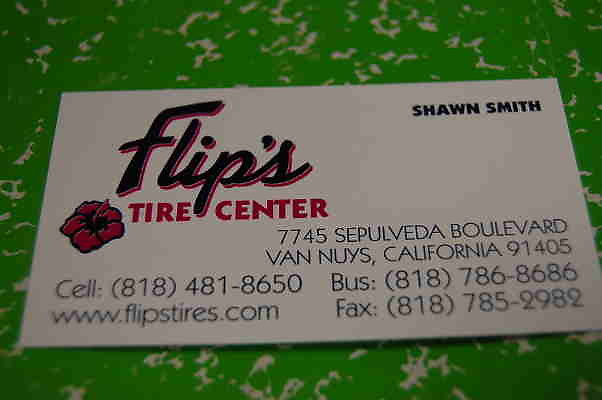 SHAWN SMITH
Flip's
TIRE CENTER
7745 SEPULVEDA BOULEVARD
VAN NUYS, CALIFORNIA 91405
Cell: (818) 481-8650 Bus: (818) 786-8686
www.flipstires.com Fax: (818) 785-2982